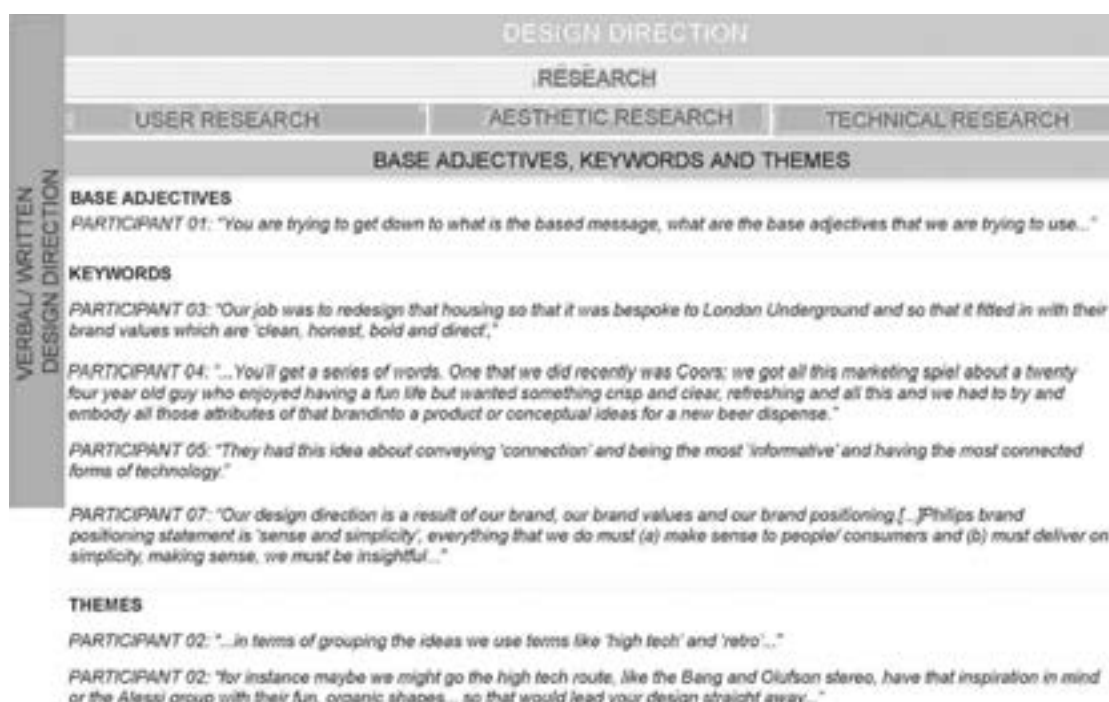 DESIGN DIRECTION
RESEARCH
USER RESEARCH
AESTHETIC RESEARCH
TECHNICAL RESEARCH
BASE ADJECTIVES, KEYWORDS AND THEMES
VERBAL/ WRITTEN
DESIGN DIRECTION
BASE ADJECTIVES
PARTICIPANT 01: "You are trying to get down to what is the based message, what are the base adjectives that we are trying to use..."
KEYWORDS
PARTICIPANT 03: "Our job was to redesign that housing so that it was bespoke to London Underground and so that it fitted in with their
brand values which are 'clean, honest, bold and direct',"
PARTICIPANT 04: "...You'll get a series of words. One that we did recently was Coors; we got all this marketing spiel about a twenty
four year old guy who enjoyed having a fun life but wanted something crisp and clear, refreshing and all this and we had to try and
embody all those attributes of that brandinto a product or conceptual ideas for a new beer dispense."
PARTICIPANT 05: "They had this idea about conveying 'connection' and being the most 'informative' and having the most connected
forms of technology."
PARTICIPANT 07: "Our design direction is a result of our brand, our brand values and our brand positioning.[...]Philips brand
positioning statement is 'sense and simplicity', everything that we do must (a) make sense to people/ consumers and (b) must deliver on
simplicity, making sense, we must be insightful..."
THEMES
PARTICIPANT 02: "...in terms of grouping the ideas we use terms like 'high tech' and 'retro'..."
PARTICIPANT 02: "for instance maybe we might go the high tech route, like the Bang and Olufson stereo, have that inspiration in mind
or the Alessi group with their fun, organic shapes... so that would lead your design straight away..."